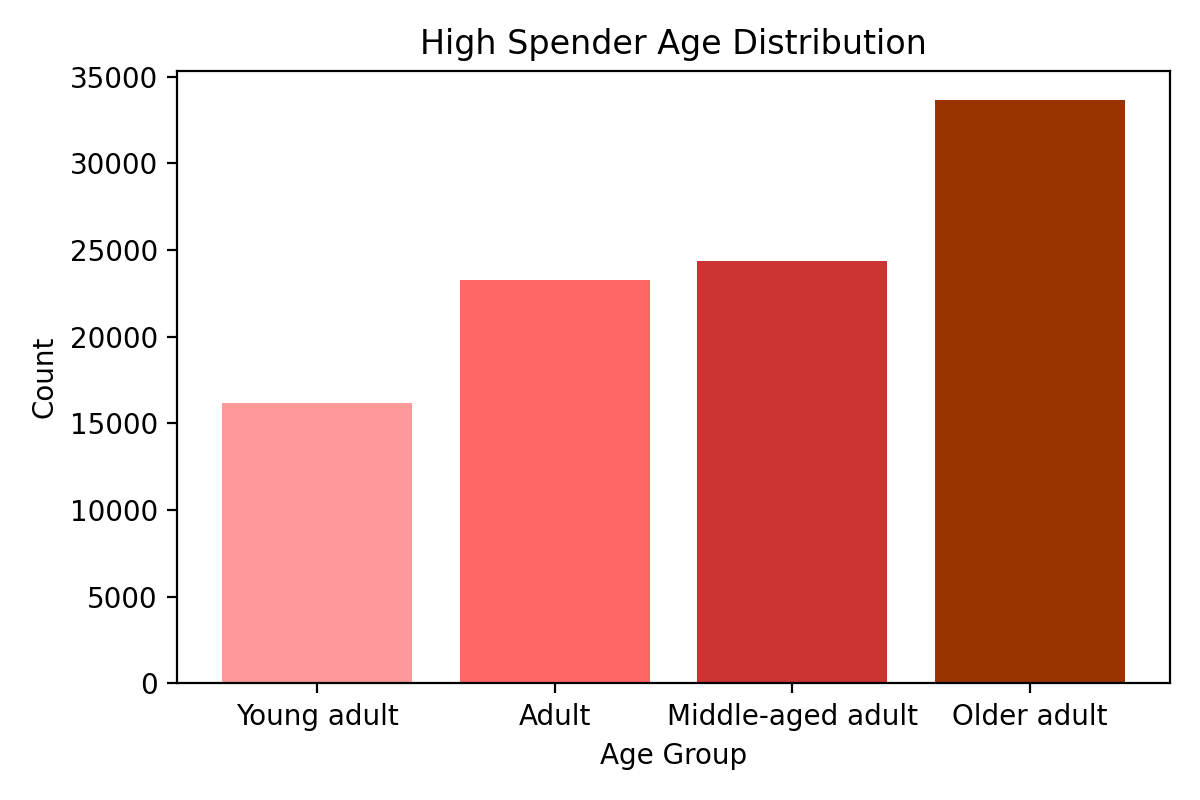 High Spender Age Distribution
35000
30000
25000
20000
15000
10000
5000
0
Count
Young adult
Adult
Middle-aged adult
Older adult
Age Group